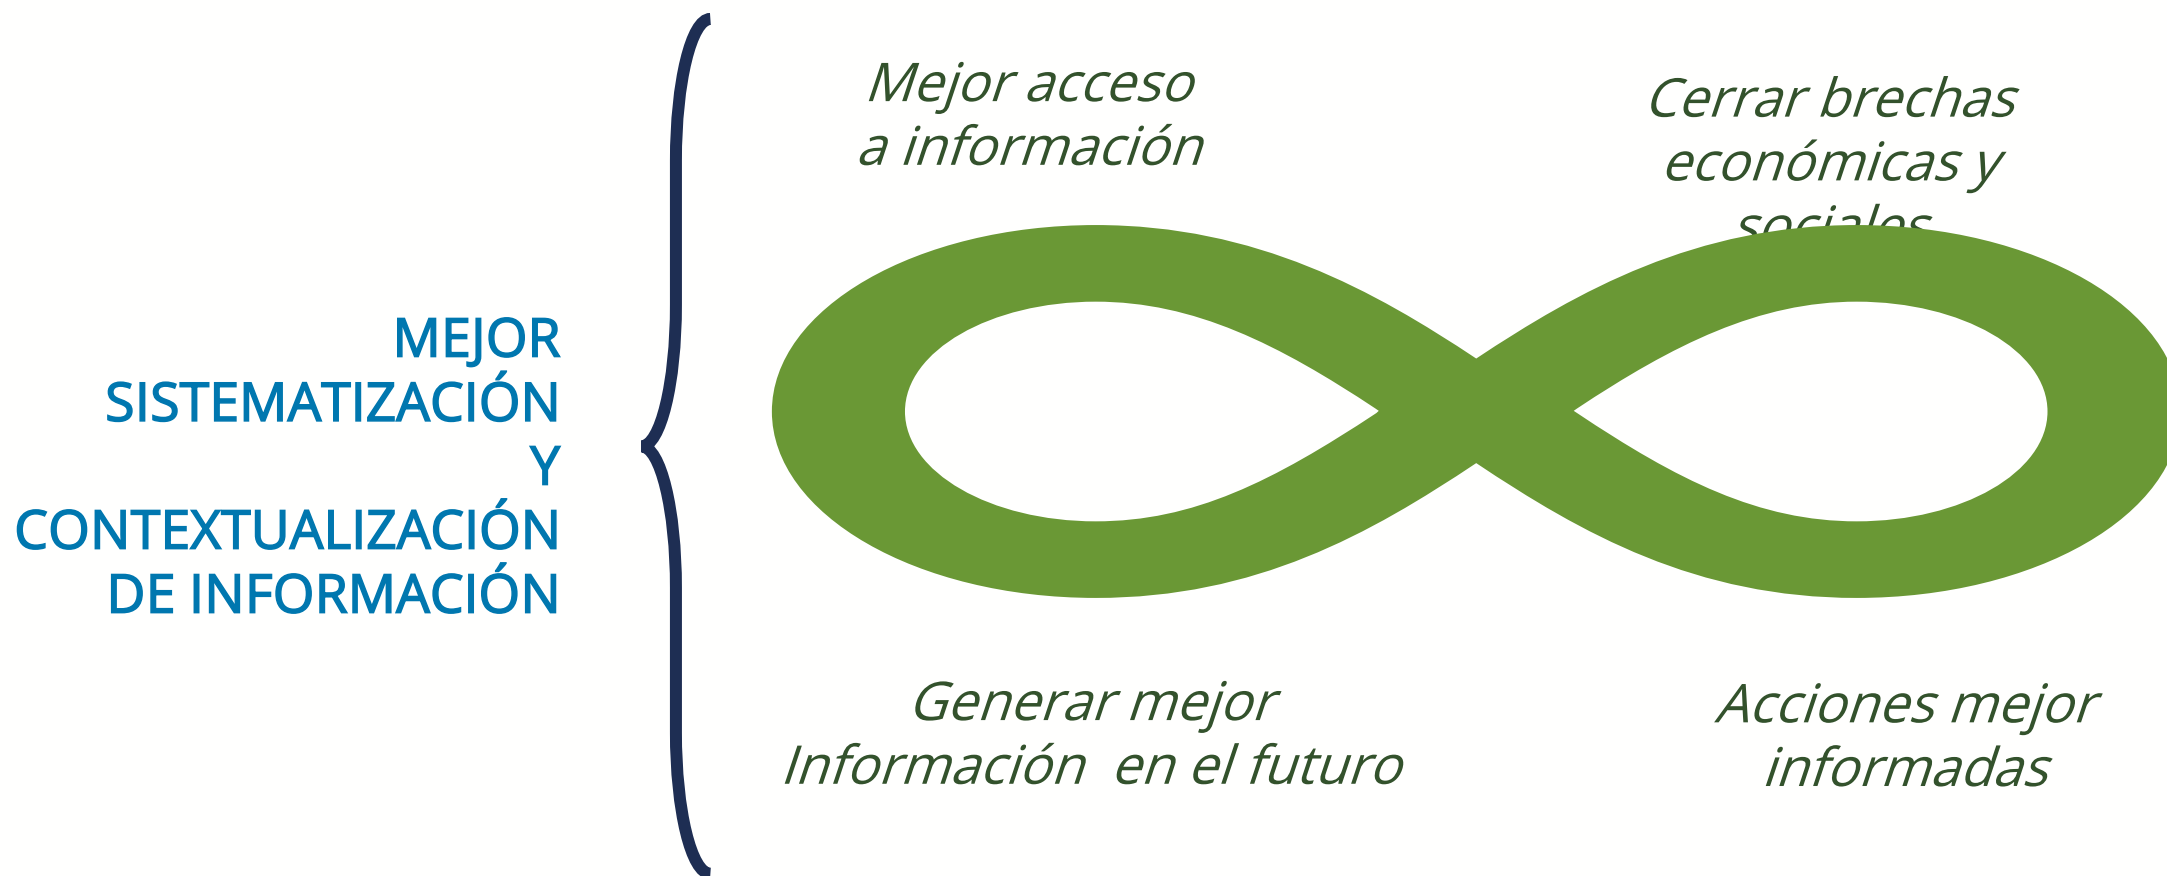 MEJOR
SISTEMATIZACIÓN
Y
CONTEXTUALIZACIÓN
DE INFORMACIÓN
Mejor acceso
a información
Cerrar brechas
económicas y
sociales
Generar mejor
Información  en el futuro
Acciones mejor
informadas